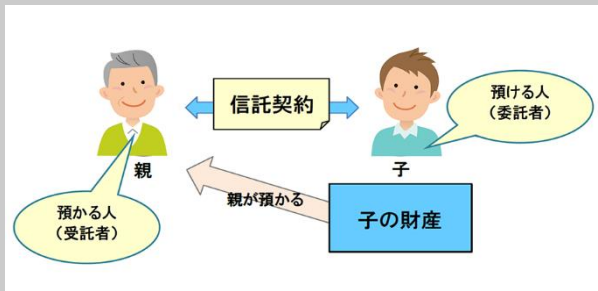 信託契約
預ける人
（委託者）
親
子
預かる人
（受託者）
親が預かる
子の財産